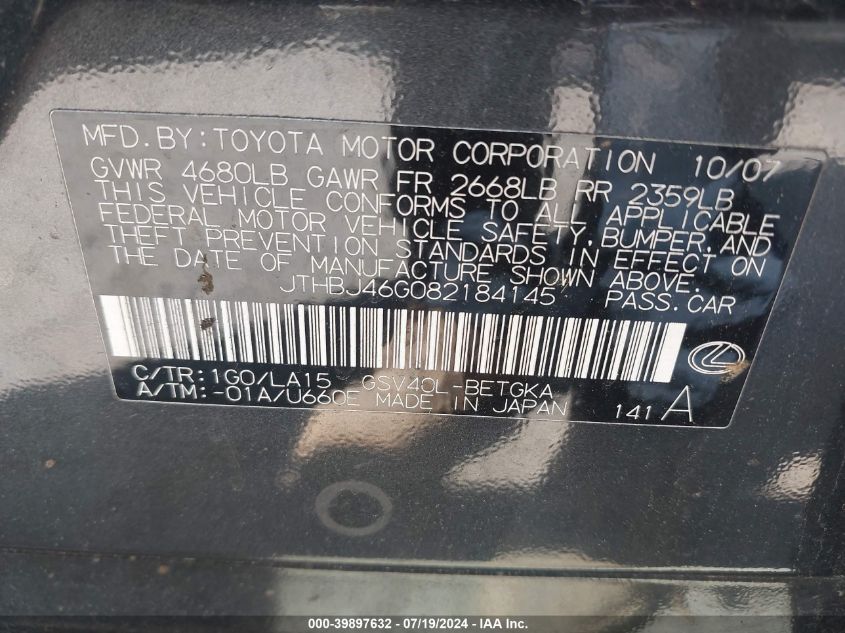 MFD.BY:TOYOTA MOTOR CORPORATION 10/07
GVWR 4680LB GAWR FR 2668LB RR 2359LB
THIS VEHICLE CONFORMS TO ALL APPLICABLE
FEDERAL MOTOR VEHICLE SAFETY,BUMPER,AND
THEFT PREVENTION STANDARDS IN EFFECT ON
THE DATE OF MANUFACTURE SHOWN ABOVE.
JTHBJ46G082184145 PASS.CAR
C/TR:1G0/LA15 GSV40L-BETGKA
A/TM:-01A/U660E MADE IN JAPAN 141 A
000-39897632 - 07/19/2024 - IAA Inc.